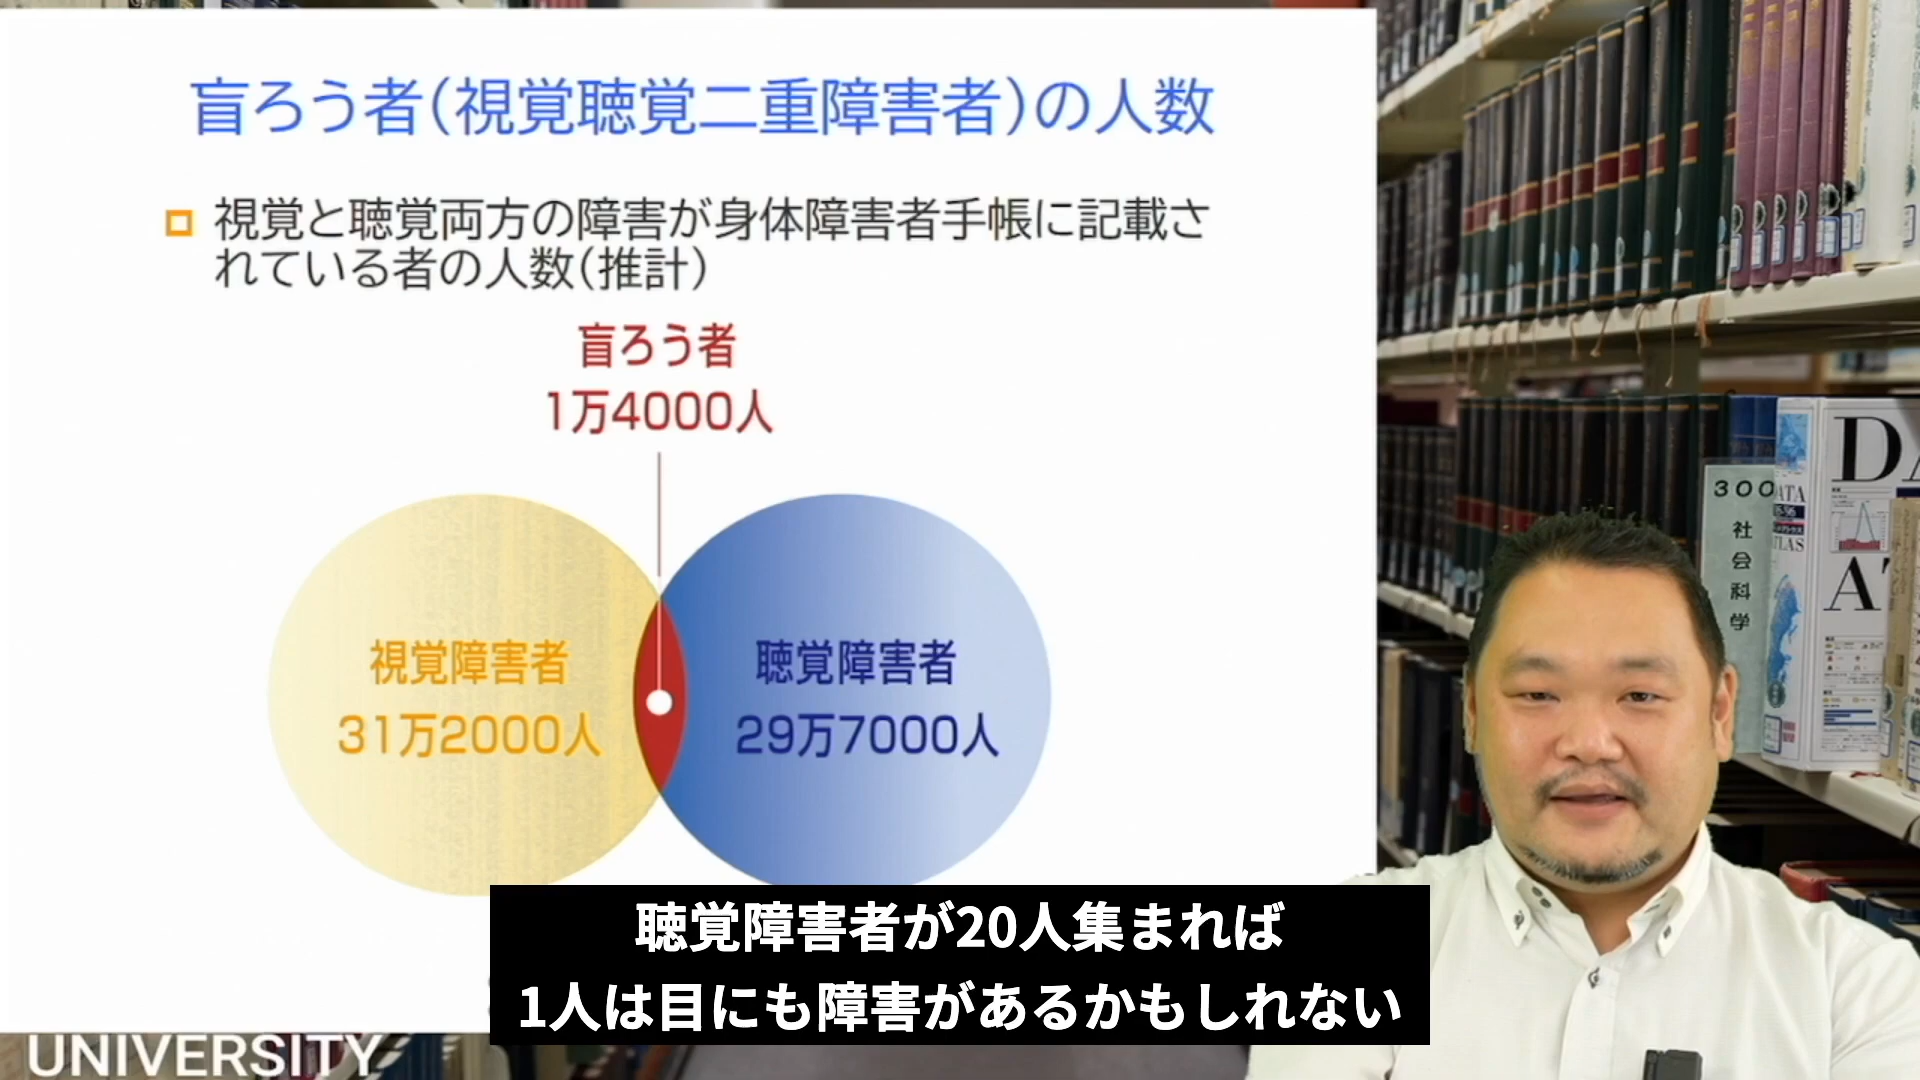 盲ろう者（視覚聴覚二重障害者）の人数
視覚と聴覚両方の障害が身体障害者手帳に記載さ
れている者の人数（推計）
盲ろう者
1万4000人
視覚障害者
31万2000人
聴覚障害者
29万7000人
聴覚障害者が20人集まれば
1人は目にも障害があるかもしれない
UNIVERSITY
300
社会科学
DATA
ATLAS